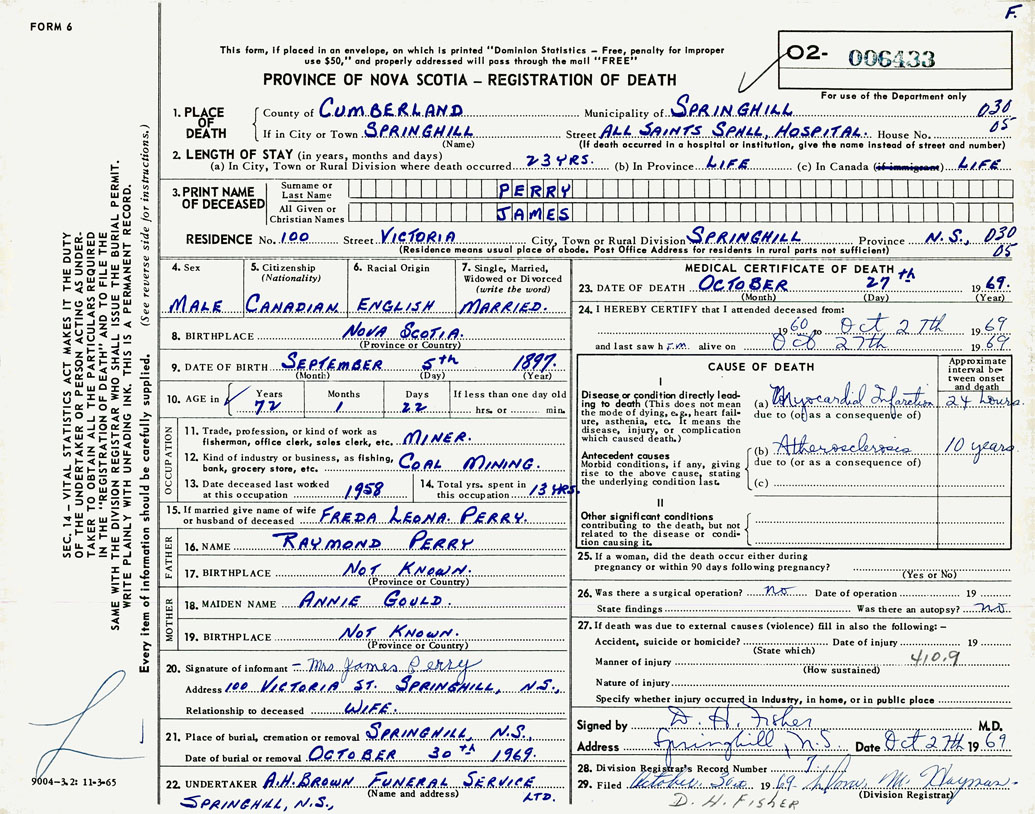 F.
FORM 6
This form, if placed in an envelope, on which is printed "Dominion Statistics – Free, penalty for improper
use $50," and properly addressed will pass through the mail "FREE"
PROVINCE OF NOVA SCOTIA – REGISTRATION OF DEATH
02- 006433
For use of the Department only
1. PLACE OF DEATH
County of CUMBERLAND Municipality of SPRINGHILL 030
If in City or Town SPRINGHILL Street ALL SAINTS SPHLL, HOSPITAL. House No. 05
(Name) (If death occurred in a hospital or institution, give the name instead of street and number)
2. LENGTH OF STAY (in years, months and days)
(a) In City, Town or Rural Division where death occurred 23 YRS. (b) In Province LIFE (c) In Canada (if immigrant) LIFE
3. PRINT NAME OF DECEASED
Surname or Last Name PERRY
All Given or Christian Names JAMES
RESIDENCE No. 100 Street VICTORIA City, Town or Rural Division SPRINGHILL Province N.S., 030
(Residence means usual place of abode. Post Office Address for residents in rural parts not sufficient) 05
4. Sex
MALE
5. Citizenship
(Nationality)
CANADIAN
6. Racial Origin
ENGLISH
7. Single, Married,
Widowed or Divorced
(write the word)
MARRIED.
8. BIRTHPLACE NOVA SCOTIA.
(Province or Country)
9. DATE OF BIRTH SEPTEMBER 5th 1897.
(Month) (Day) (Year)
10. AGE in Years Months Days If less than one day old
72 1 22 hrs. or min.
OCCUPATION
11. Trade, profession, or kind of work as
fisherman, office clerk, sales clerk, etc. MINER.
12. Kind of industry or business, as fishing,
bank, grocery store, etc. COAL MINING.
13. Date deceased last worked
at this occupation 1958
14. Total yrs. spent in
this occupation 13 YRS.
15. If married give name of wife
or husband of deceased FREDA LEONA PERRY.
FATHER
16. NAME RAYMOND PERRY
17. BIRTHPLACE NOT KNOWN.
(Province or Country)
MOTHER
18. MAIDEN NAME ANNIE GOULD.
19. BIRTHPLACE NOT KNOWN.
(Province or Country)
20. Signature of informant – Mrs James Perry
Address 100 VICTORIA ST. SPRINGHILL, N.S.,
Relationship to deceased WIFE.
21. Place of burial, cremation or removal SPRINGHILL, N.S.,
Date of burial or removal OCTOBER 30th 1969.
22. UNDERTAKER A.H. BROWN FUNERAL SERVICE
(Name and address) LTD.
SPRINGHILL, N.S.,
MEDICAL CERTIFICATE OF DEATH
23. DATE OF DEATH OCTOBER 27th 1969.
(Month) (Day) (Year)
24. I HEREBY CERTIFY that I attended deceased from:
1960 to Oct 27th 1969
and last saw h I.M. alive on Oct 27th 1969.
CAUSE OF DEATH
Approximate
interval be-
tween onset
and death
I
Disease or condition directly lead-
ing to death (This does not mean
the mode of dying, e.g., heart fail-
ure, asthenia, etc. It means the
disease, injury, or complication
which caused death.)
(a) Myocardial Infarction 24 hours.
due to (or) as a consequence of
Antecedent causes
Morbid conditions, if any, giving
rise to the above cause, stating
the underlying condition last.
(b) Atherosclerosis 10 years.
due to (or) as a consequence of
(c)
II
Other significant conditions
contributing to the death, but not
related to the disease or condi-
tion causing it.
25. If a woman, did the death occur either during
pregnancy or within 90 days following pregnancy?
(Yes or No)
26. Was there a surgical operation? no Date of operation 19
State findings Was there an autopsy? no
27. If death was due to external causes (violence) fill in also the following: –
Accident, suicide or homicide? Date of injury 19
(State which)
Manner of injury 410.9
(How sustained)
Nature of injury
Specify whether injury occurred in Industry, in home, or in public place
Signed by D. H. Fisher M.D.
Address Springhill, N.S. Date Oct 27th 1969
28. Division Registrar's Record Number 7
29. Filed October 30th 1969
(Division Registrar)
D. H. FISHER
SEC. 14 – VITAL STATISTICS ACT MAKES IT THE DUTY
OF THE UNDERTAKER OR PERSON ACTING AS UNDER-
TAKER TO OBTAIN ALL THE PARTICULARS REQUIRED
IN THE "REGISTRATION OF DEATH" AND TO FILE THE
SAME WITH THE DIVISION REGISTRAR WHO SHALL ISSUE THE BURIAL PERMIT.
WRITE PLAINLY WITH UNFADING INK. THIS IS A PERMANENT RECORD.
Every item of information should be carefully supplied. (See reverse side for instructions.)
9004-3.2: 11-3-65